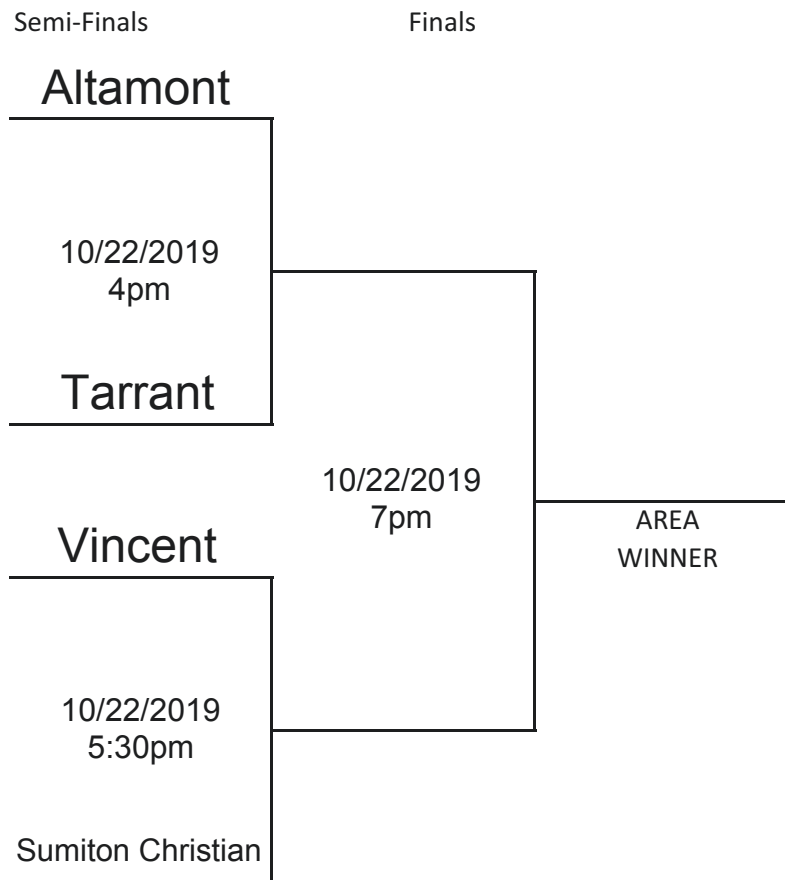 Semi-Finals
Finals
Altamont
10/22/2019
4pm
Tarrant
10/22/2019
7pm
AREA
WINNER
Vincent
10/22/2019
5:30pm
Sumiton Christian